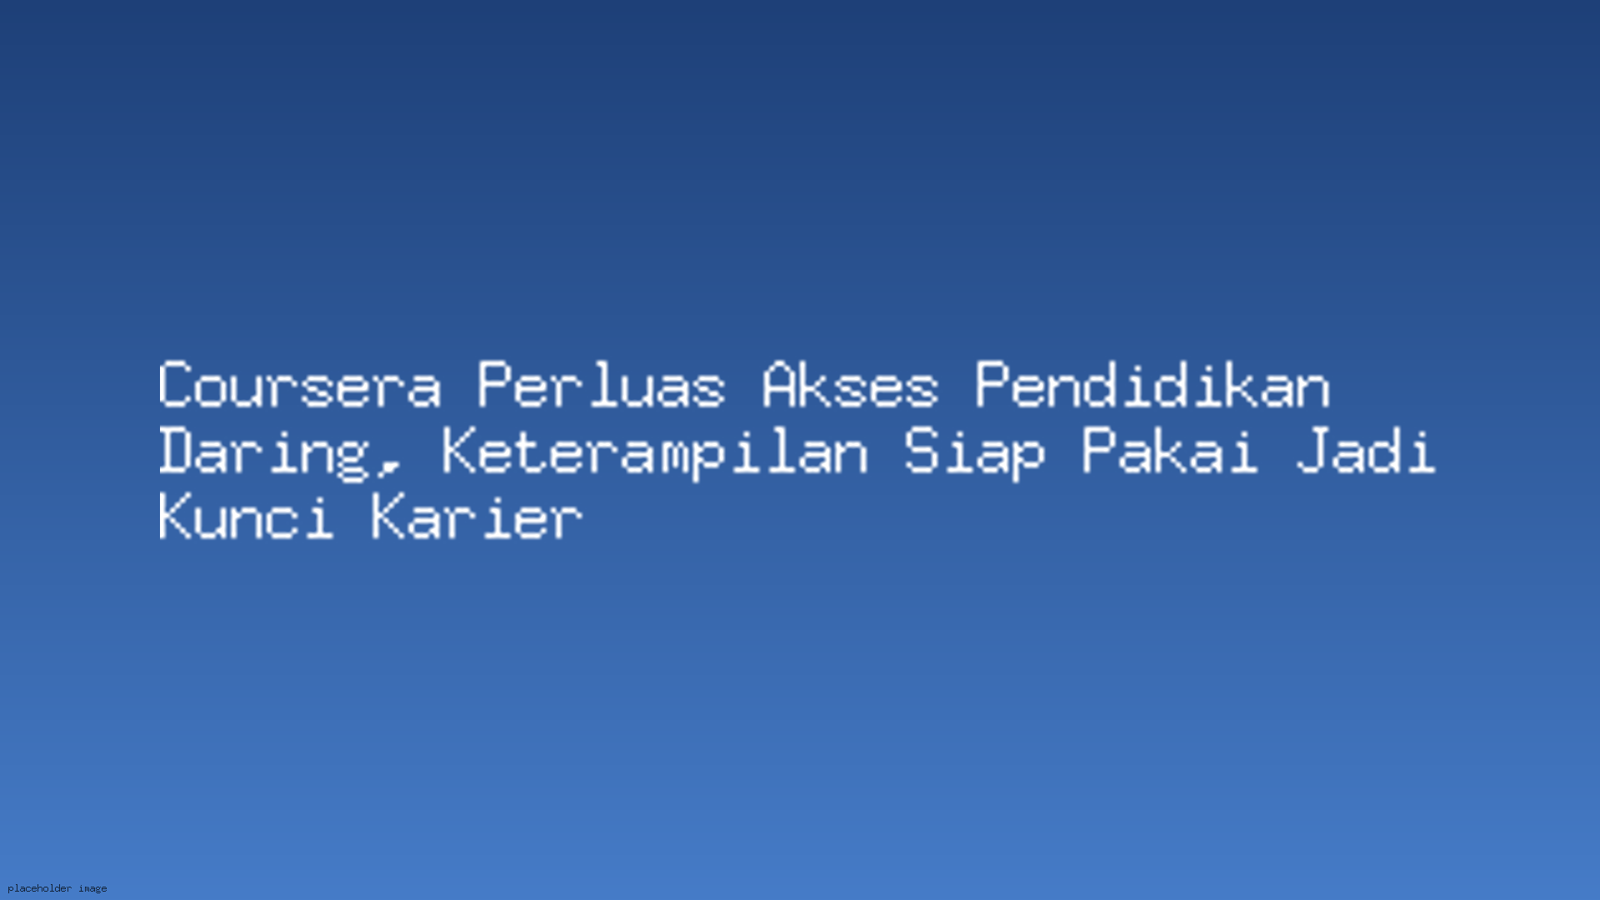 Coursera Perluas Akses Pendidikan
Daring, Keterampilan Siap Pakai Jadi
Kunci Karier
placeholder image